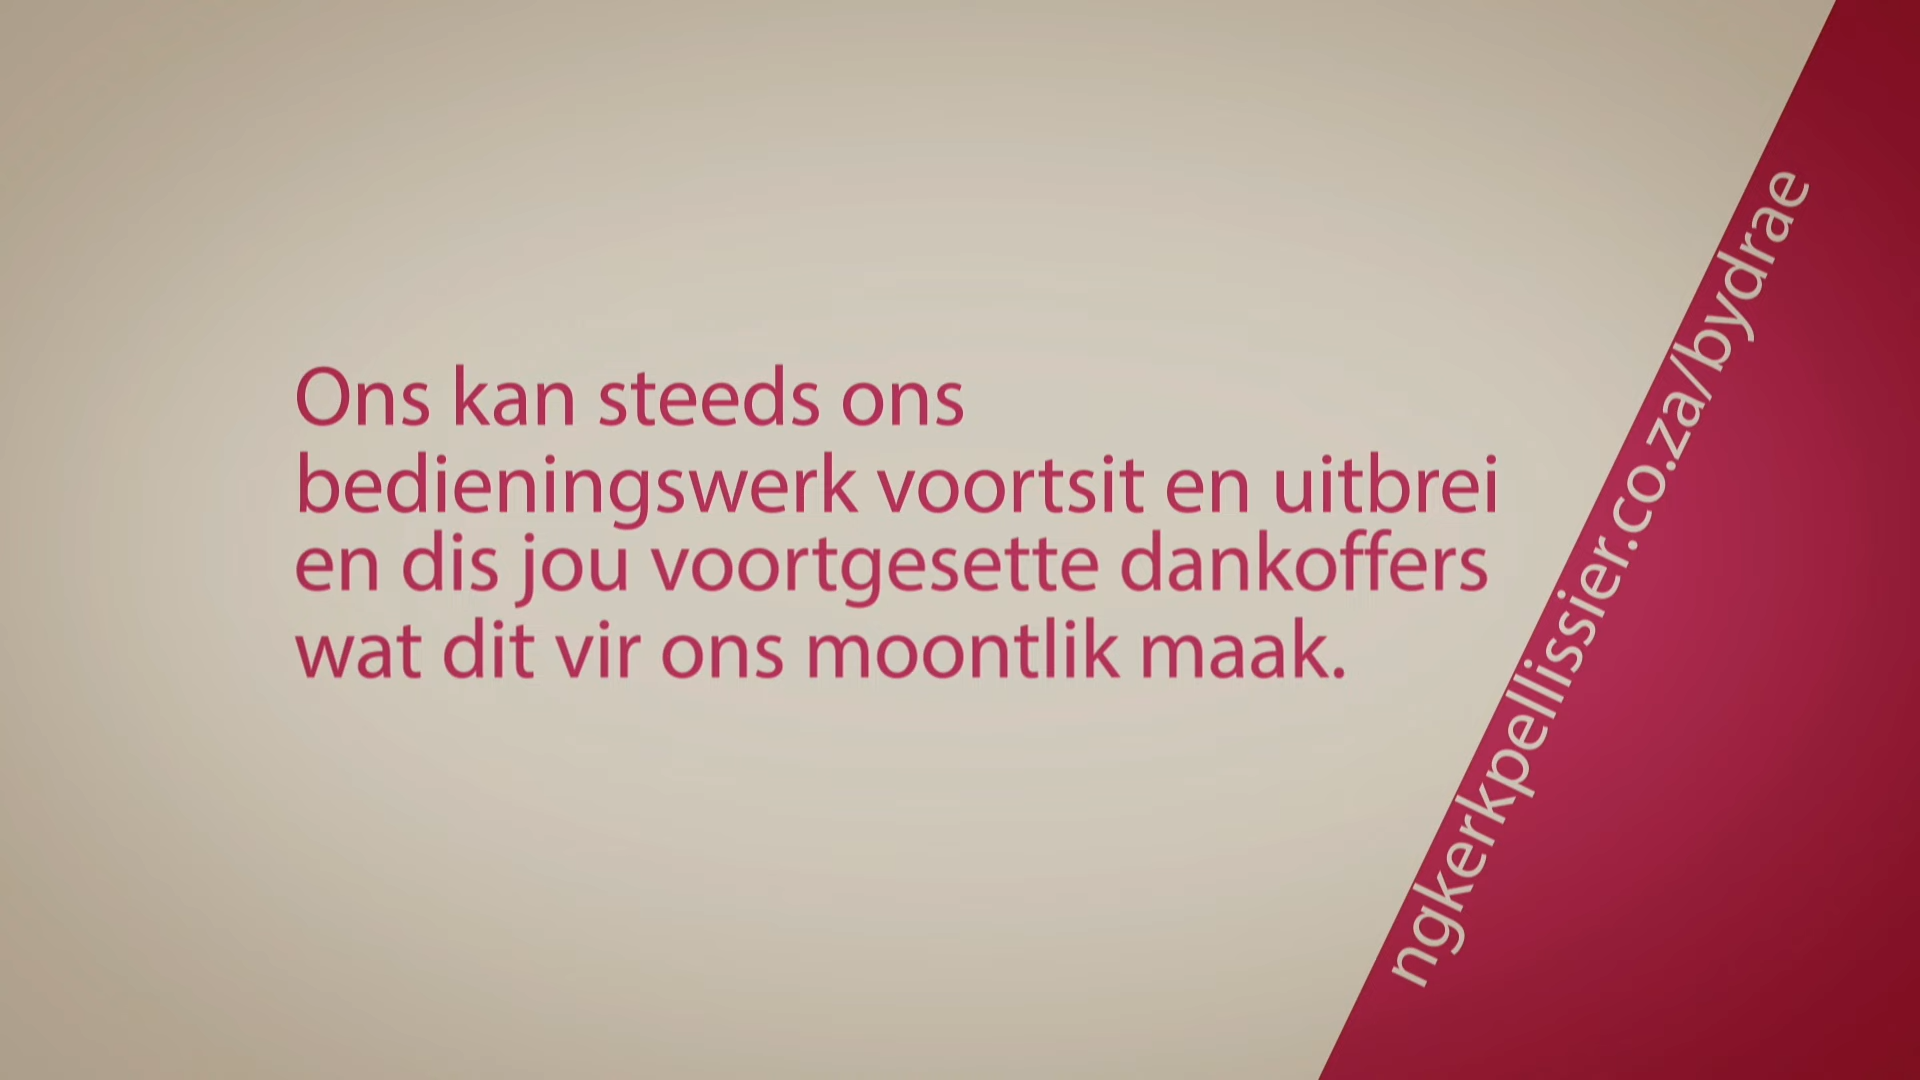 Ons kan steeds ons
bedieningswerk voortsit en uitbrei
en dis jou voortgesette dankoffers
wat dit vir ons moontlik maak.
ngkerkpellissier.co.za/bydrae